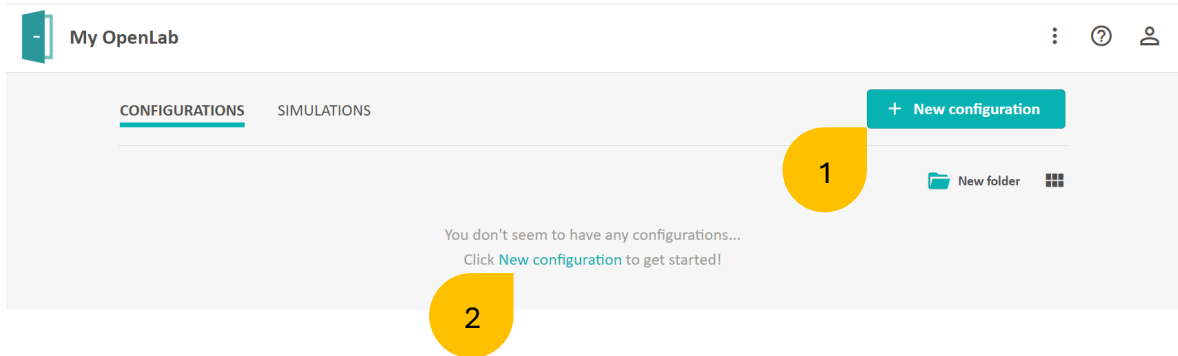 My OpenLab
CONFIGURATIONS SIMULATIONS + New configuration
1
New folder
You don't seem to have any configurations...
Click New configuration to get started!
2